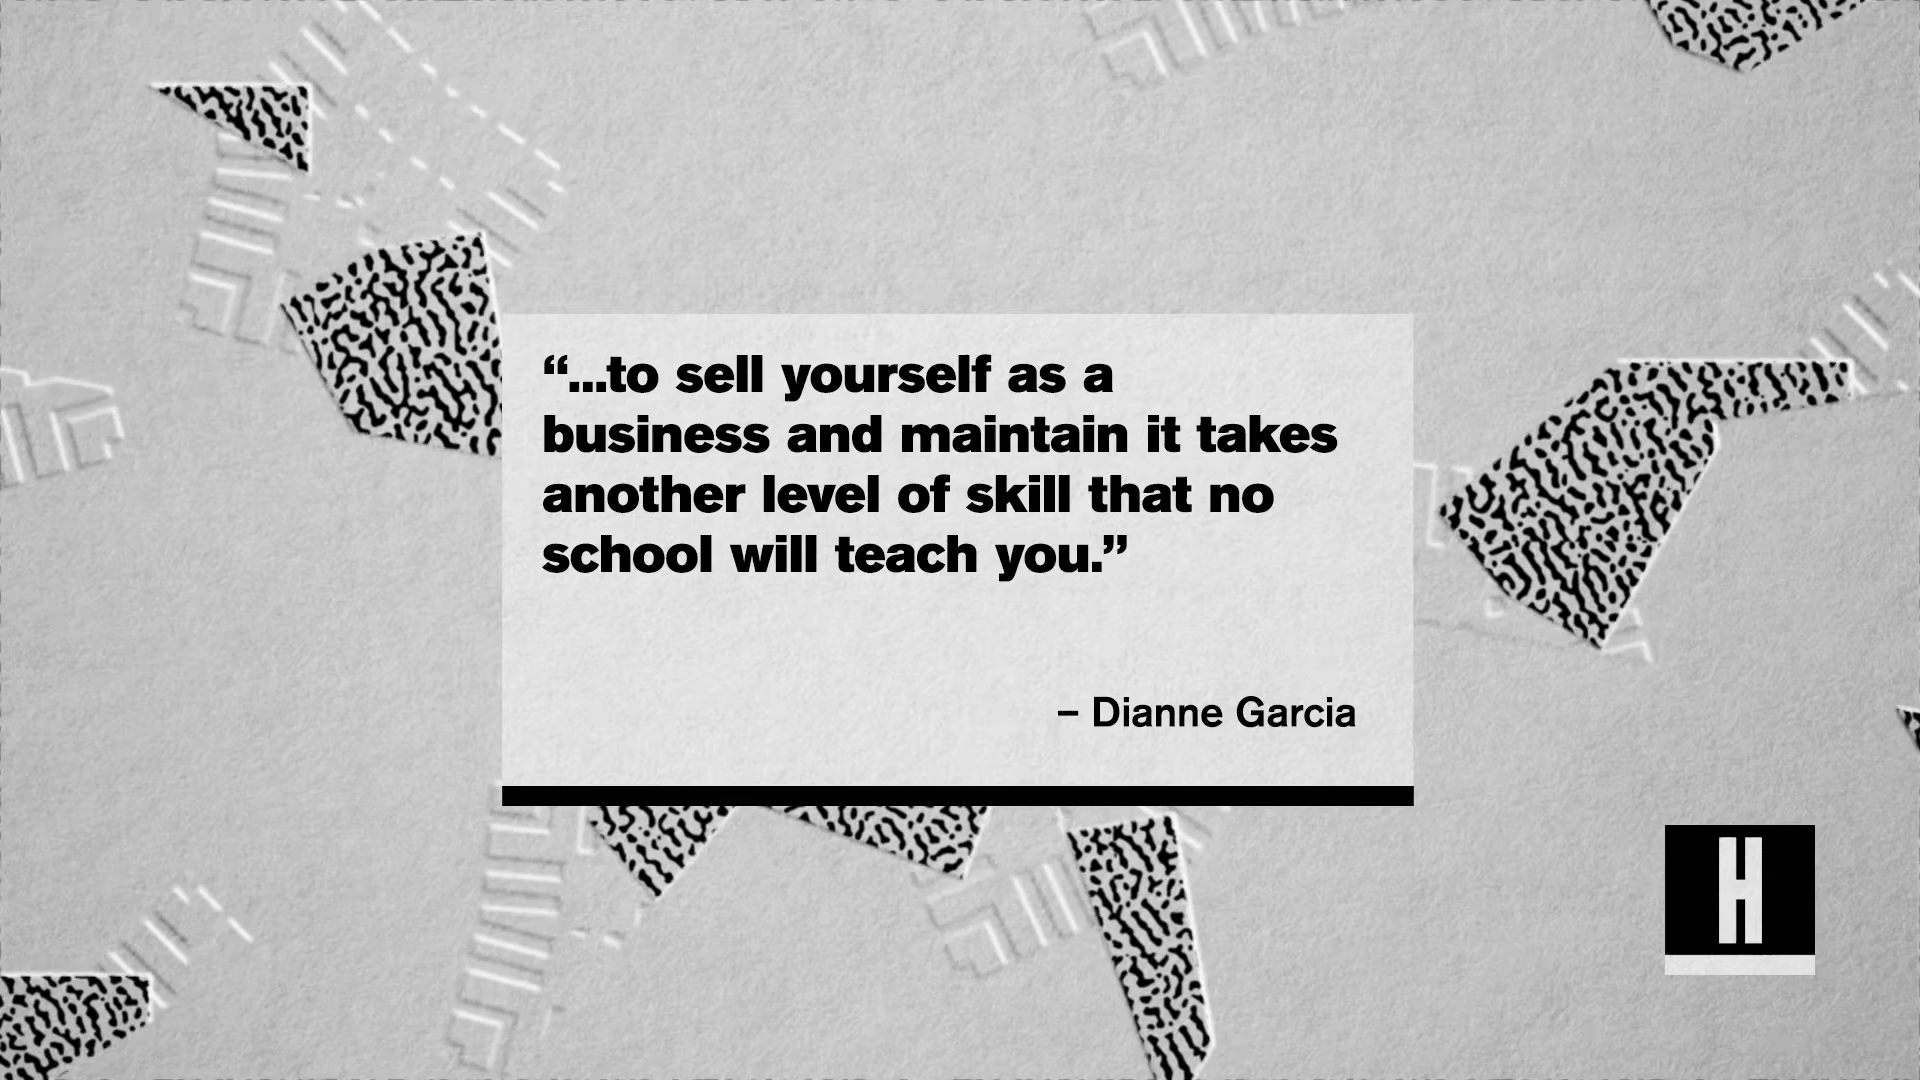 “...to sell yourself as a
business and maintain it takes
another level of skill that no
school will teach you.”
– Dianne Garcia
H